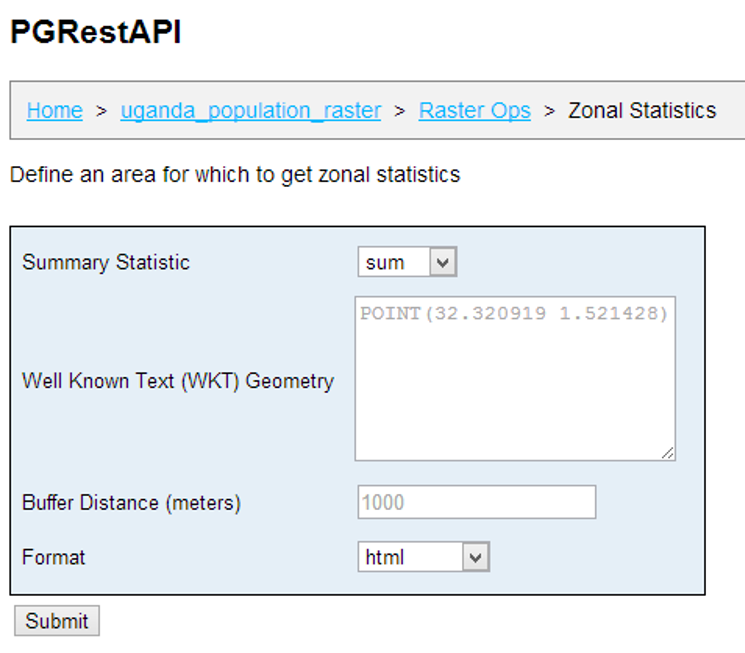 PGRestAPI
Home > uganda_population_raster > Raster Ops > Zonal Statistics
Define an area for which to get zonal statistics
Summary Statistic sum
Well Known Text (WKT) Geometry POINT(32.320919 1.521428)
Buffer Distance (meters) 1000
Format html
Submit